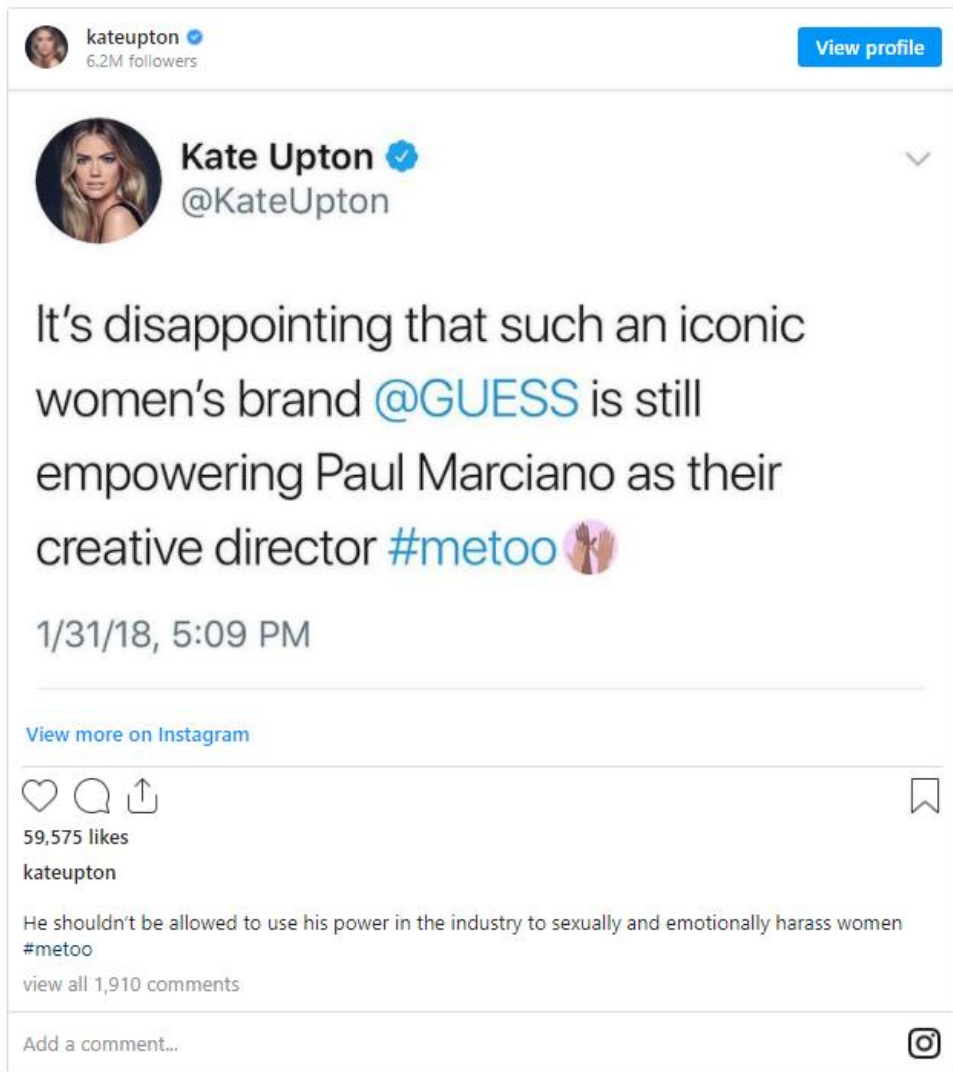 kateupton
6.2M followers
View profile
Kate Upton
@KateUpton
It's disappointing that such an iconic
women's brand @GUESS is still
empowering Paul Marciano as their
creative director #metoo
1/31/18, 5:09 PM
View more on Instagram
59,575 likes
kateupton
He shouldn't be allowed to use his power in the industry to sexually and emotionally harass women
#metoo
view all 1,910 comments
Add a comment...